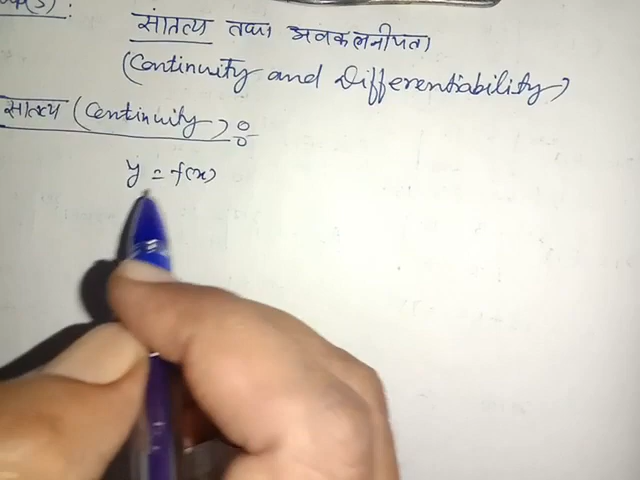 सांतत्य तथा अवकलनीयता
(Continuity and Differentiability)
सातत्य (Continuity) :
y = f(x)